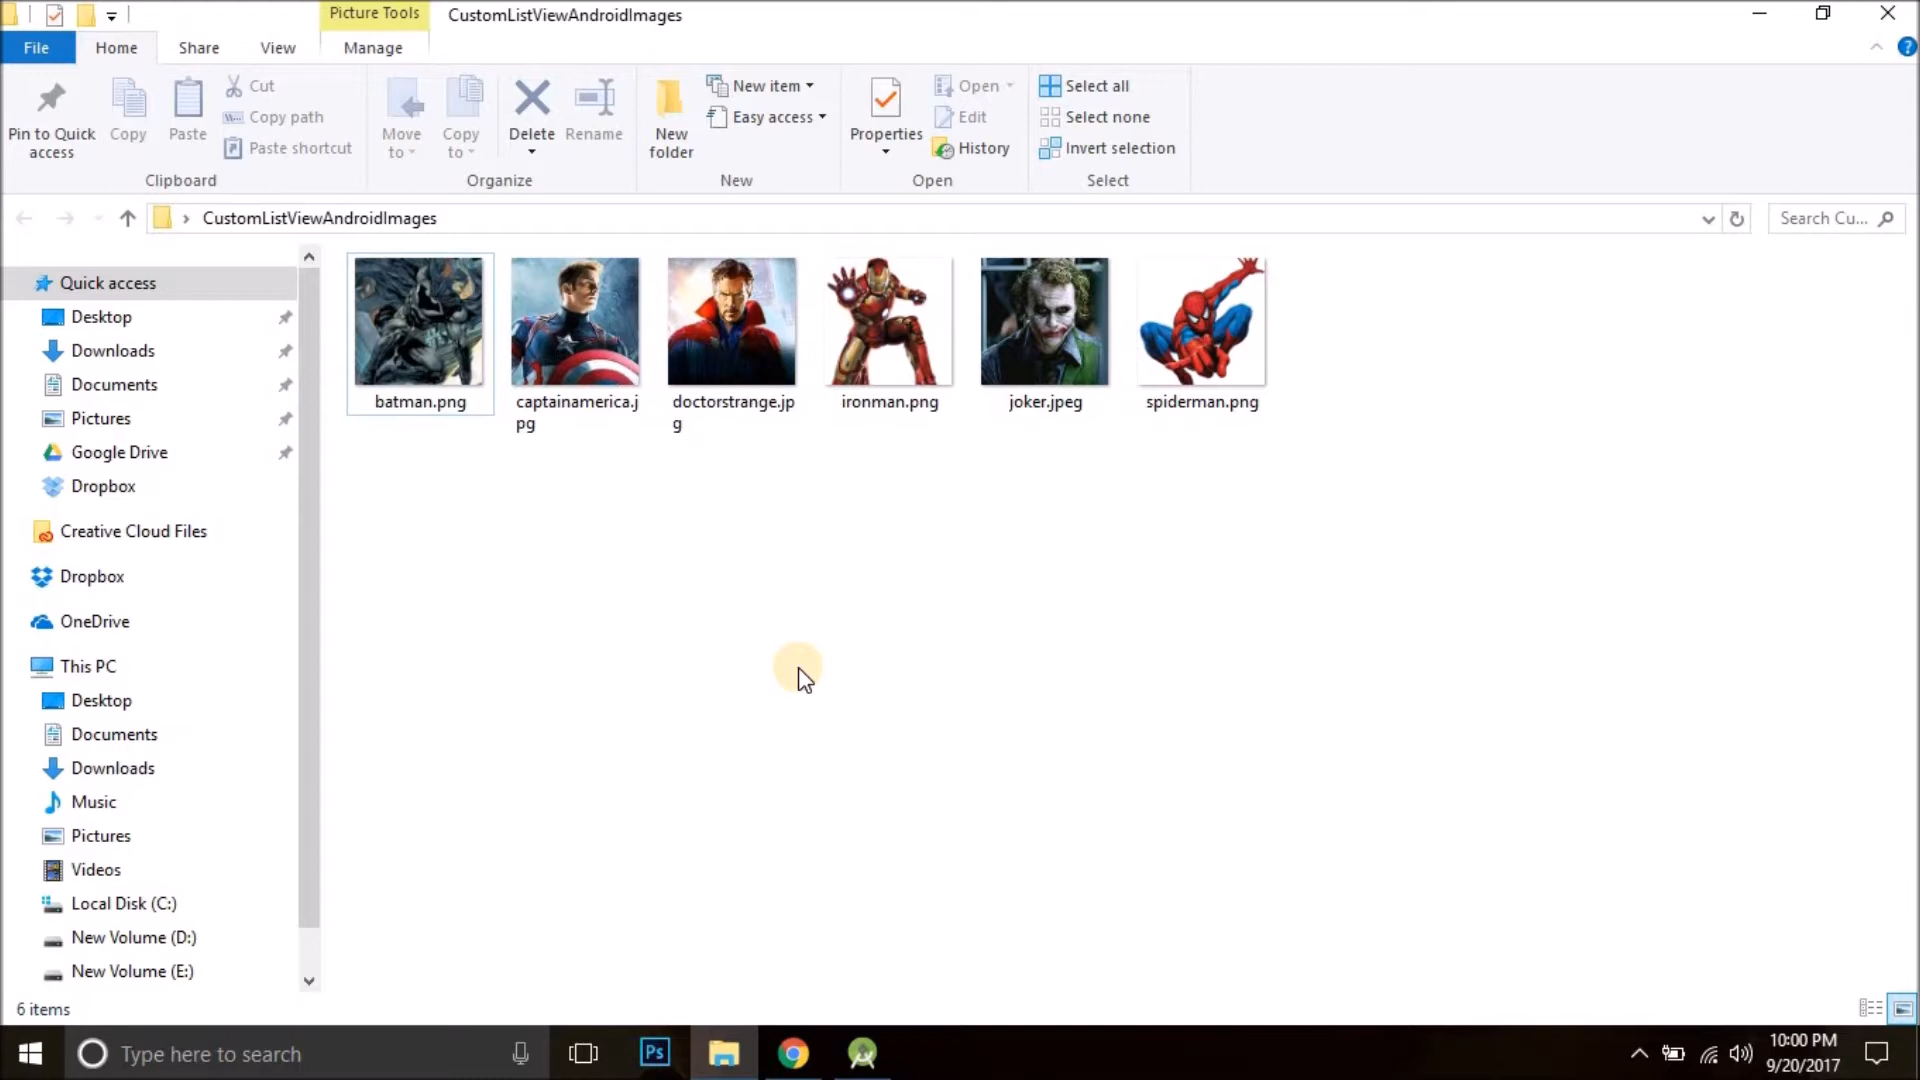 Picture Tools
CustomListViewAndroidImages
File
Home
Share
View
Manage
Pin to Quick
access
Copy
Paste
Cut
Copy path
Paste shortcut
Clipboard
Move
to
Copy
to
Delete
Rename
Organize
New
folder
New item
Easy access
New
Properties
Open
Edit
History
Open
Select all
Select none
Invert selection
Select
CustomListViewAndroidImages
Search Cu...
Quick access
Desktop
Downloads
Documents
Pictures
Google Drive
Dropbox
Creative Cloud Files
Dropbox
OneDrive
This PC
Desktop
Documents
Downloads
Music
Pictures
Videos
Local Disk (C:)
New Volume (D:)
New Volume (E:)
batman.png
captainamerica.j
pg
doctorstrange.jp
g
ironman.png
joker.jpeg
spiderman.png
6 items
Type here to search
Ps
10:00 PM
9/20/2017